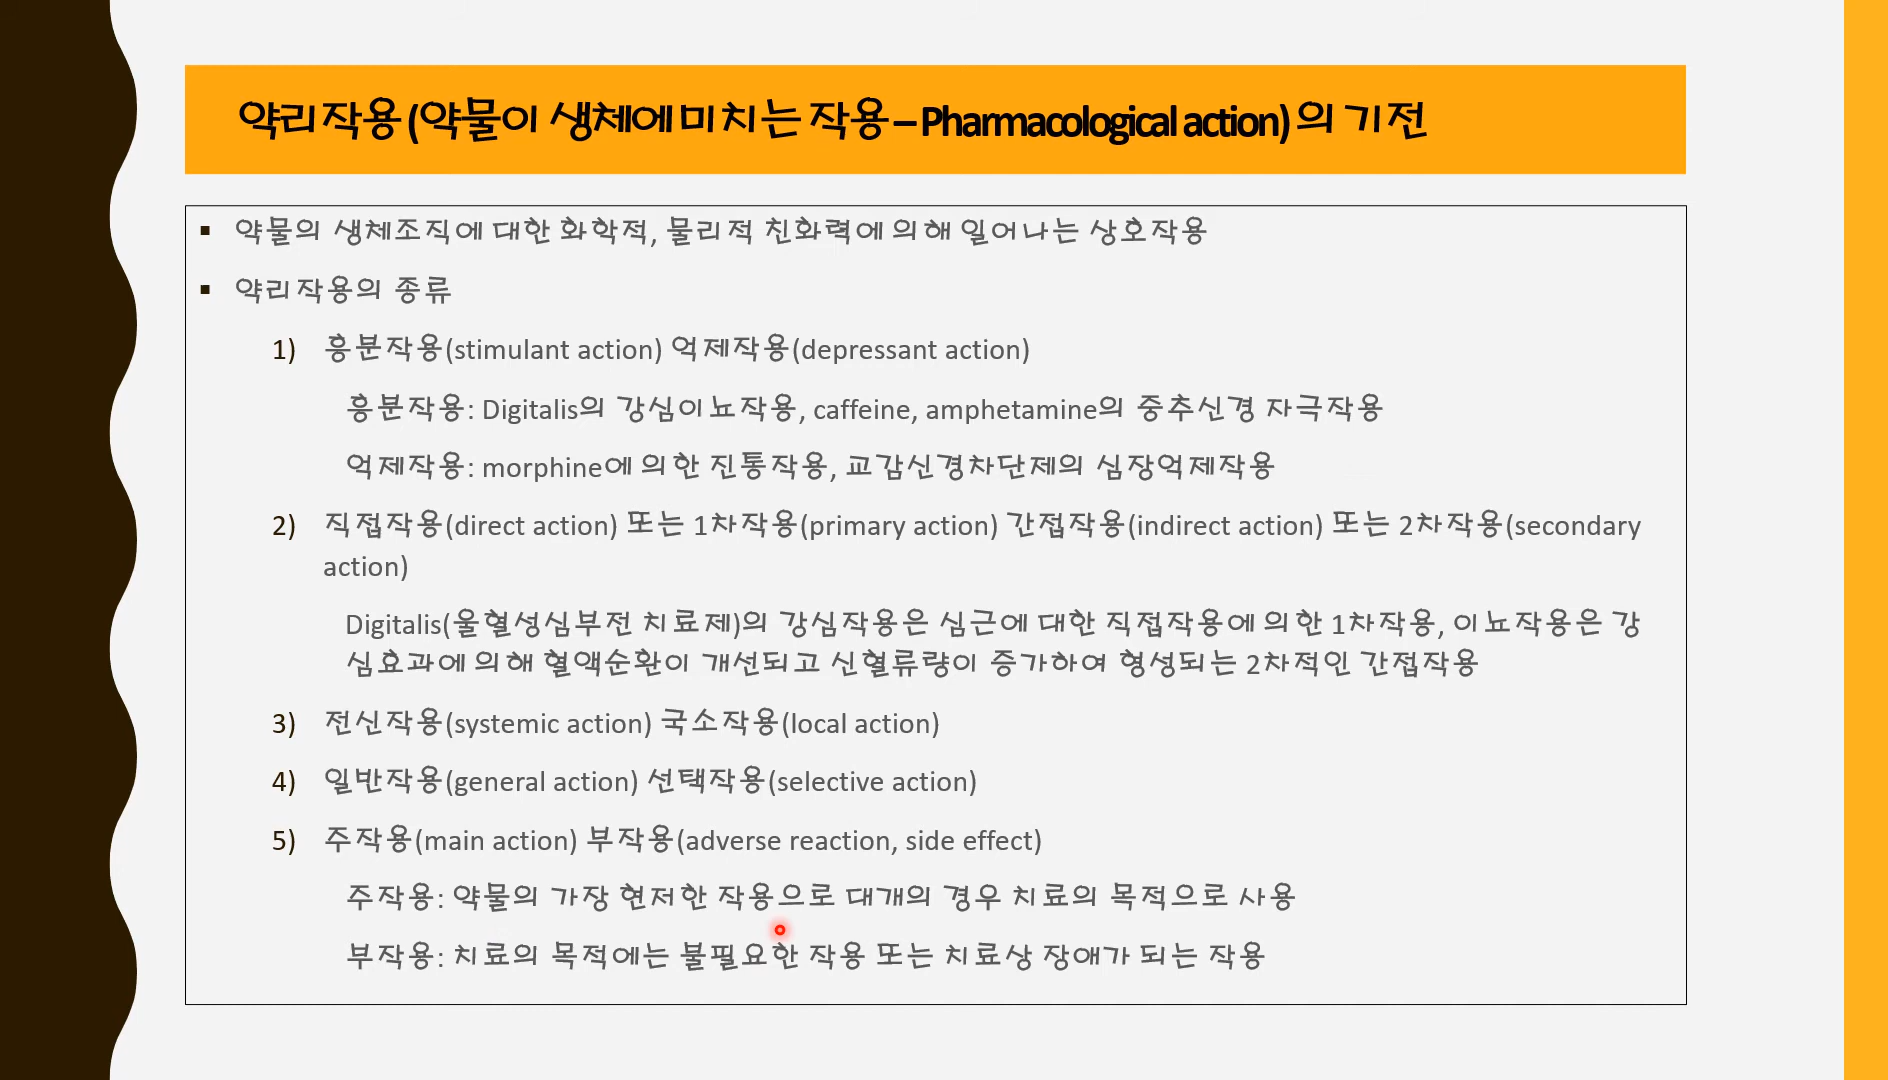 약리작용(약물이 생체에미치는 작용 – Pharmacological action)의 기전
▪ 약물의 생체조직에 대한 화학적, 물리적 친화력에 의해 일어나는 상호작용
▪ 약리작용의 종류
1) 흥분작용(stimulant action) 억제작용(depressant action)
흥분작용: Digitalis의 강심이뇨작용, caffeine, amphetamine의 중추신경 자극작용
억제작용: morphine에 의한 진통작용, 교감신경차단제의 심장억제작용
2) 직접작용(direct action) 또는 1차작용(primary action) 간접작용(indirect action) 또는 2차작용(secondary
action)
Digitalis(울혈성심부전 치료제)의 강심작용은 심근에 대한 직접작용에 의한 1차작용, 이뇨작용은 강
심효과에 의해 혈액순환이 개선되고 신혈류량이 증가하여 형성되는 2차적인 간접작용
3) 전신작용(systemic action) 국소작용(local action)
4) 일반작용(general action) 선택작용(selective action)
5) 주작용(main action) 부작용(adverse reaction, side effect)
주작용: 약물의 가장 현저한 작용으로 대개의 경우 치료의 목적으로 사용
부작용: 치료의 목적에는 불필요한 작용 또는 치료상 장애가 되는 작용